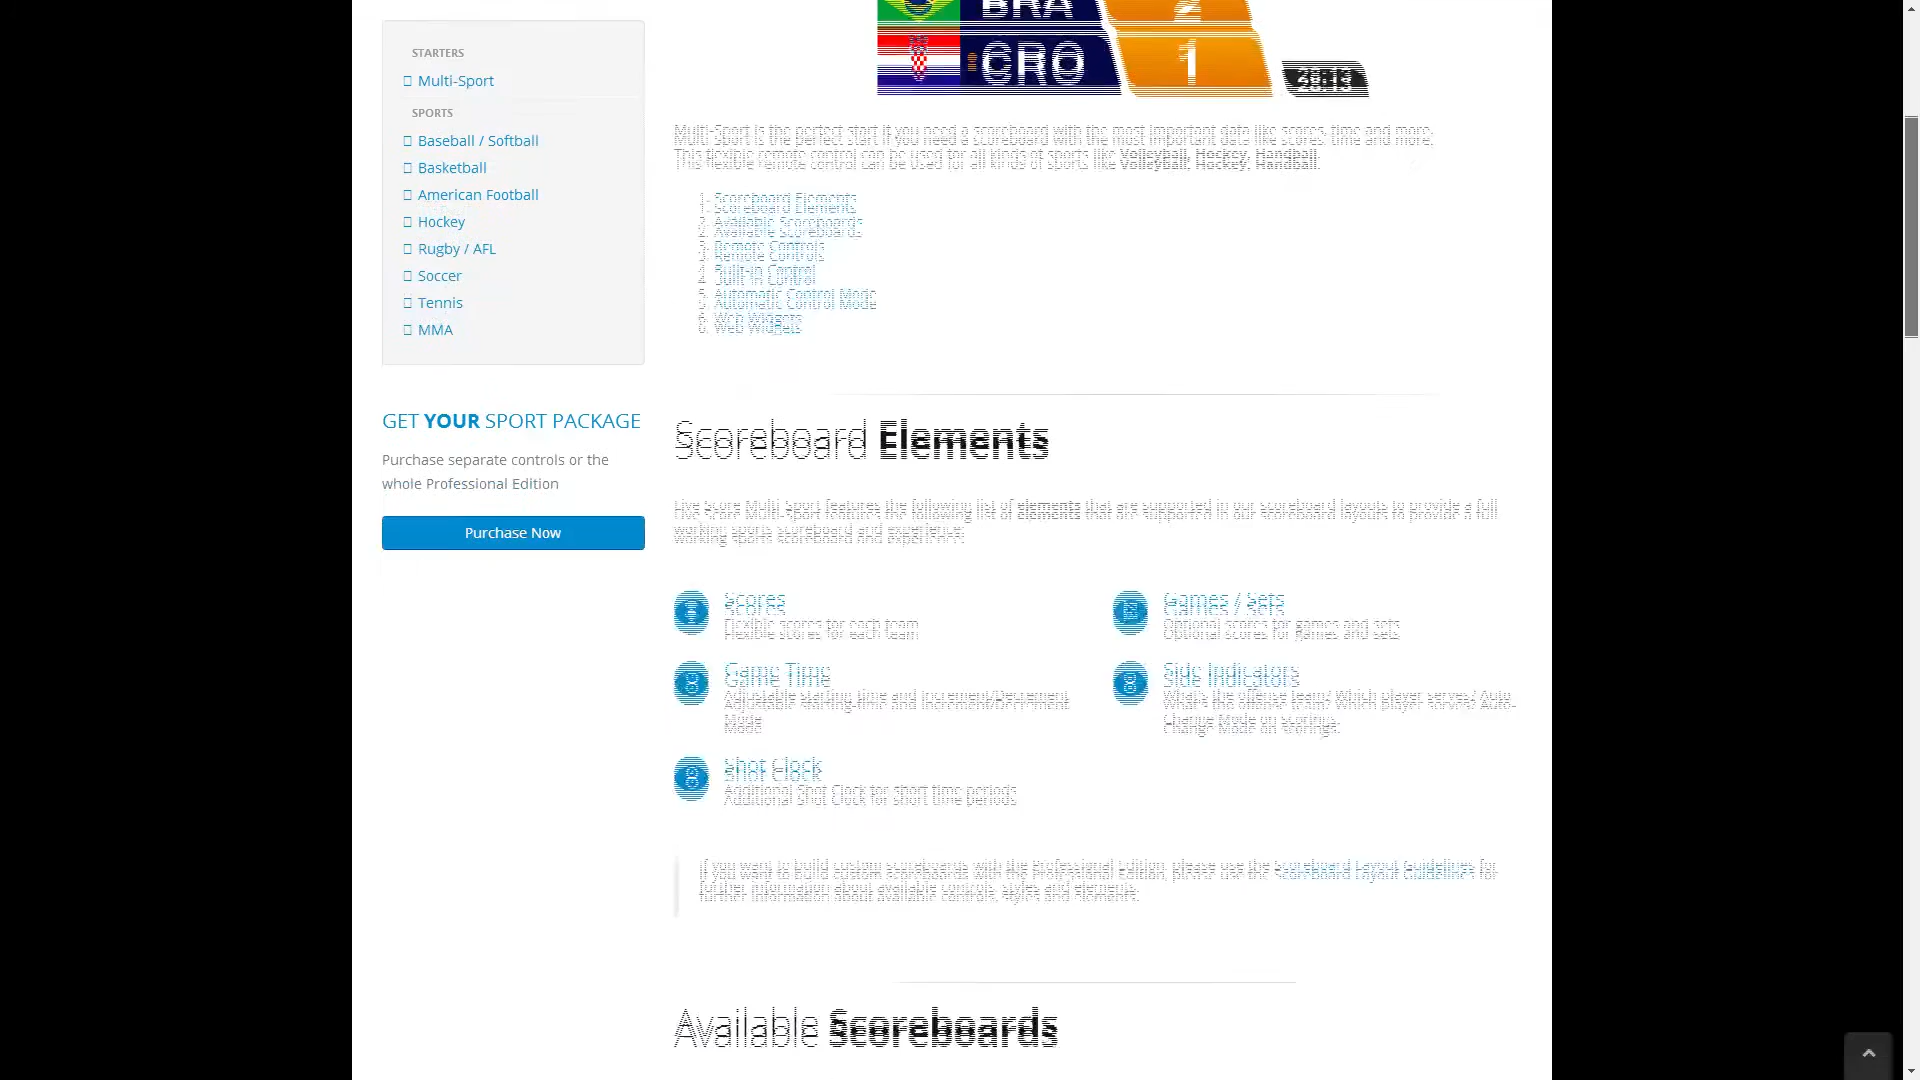 STARTERS
Multi-Sport
SPORTS
Baseball / Softball
Basketball
American Football
Hockey
Rugby / AFL
Soccer
Tennis
MMA
GET YOUR SPORT PACKAGE
Purchase separate controls or the
whole Professional Edition
Purchase Now
BRA 2
CRO 1
Multi-Sport is the perfect start if you need a scoreboard with the most important data like scores, time and more.
This flexible remote control can be used for all kinds of sports like Volleyball, Hockey, Handball.
1. Scoreboard Elements
2. Available Scoreboards
3. Remote Controls
4. Built-in Control
5. Automatic Control Mode
6. Web Widgets
Scoreboard Elements
Live Score Multi-Sport features the following list of elements that are supported in our scoreboard layouts to provide a full
working sports scoreboard and experience:
Scores
Flexible scores for each team
Games / Sets
Optional scores for games and sets
Game Time
Adjustable starting-time and Increment/Decrement
Mode
Side Indicators
What's the offense team? Which player serves? Auto-
Change Mode on scorings.
Shot Clock
Additional Shot Clock for short time periods
If you want to build custom scoreboards with the Professional Edition, please use the Scoreboard Layout Guidelines for
further information about available controls, styles and elements.
Available Scoreboards